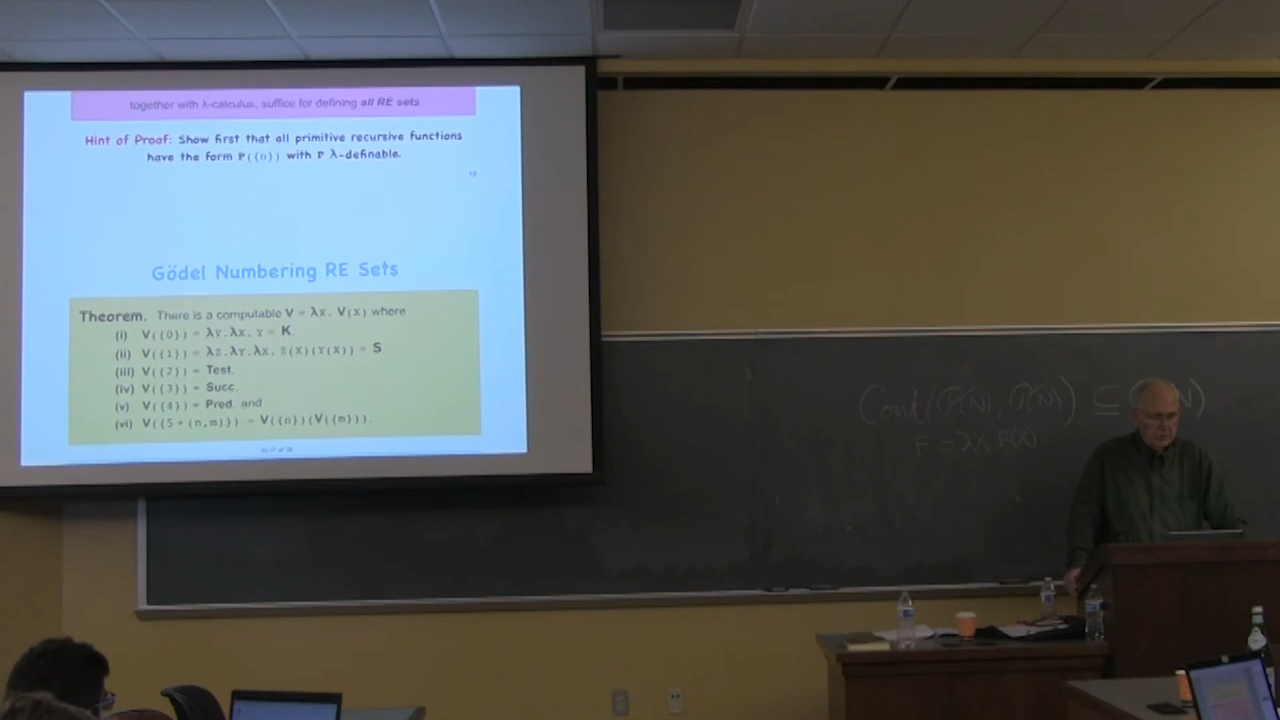 together with λ-calculus, suffice for defining all RE sets.
Hint of Proof: Show first that all primitive recursive functions
have the form P({n}) with P λ-definable.
Gödel Numbering RE Sets
Theorem. There is a computable V = λX. V(X) where
(i) V({0}) = λY.λX. Y = K.
(ii) V({1}) = λZ.λY.λX. Z(X)(Y(X)) = S.
(iii) V({2}) = Test.
(iv) V({3}) = Succ.
(v) V({4}) = Pred. and
(vi) V({5 + (n,m)}) = V({n})(V({m})).
Cont(P(N), P(N)) ⊆ N)
F = λX.F(X)